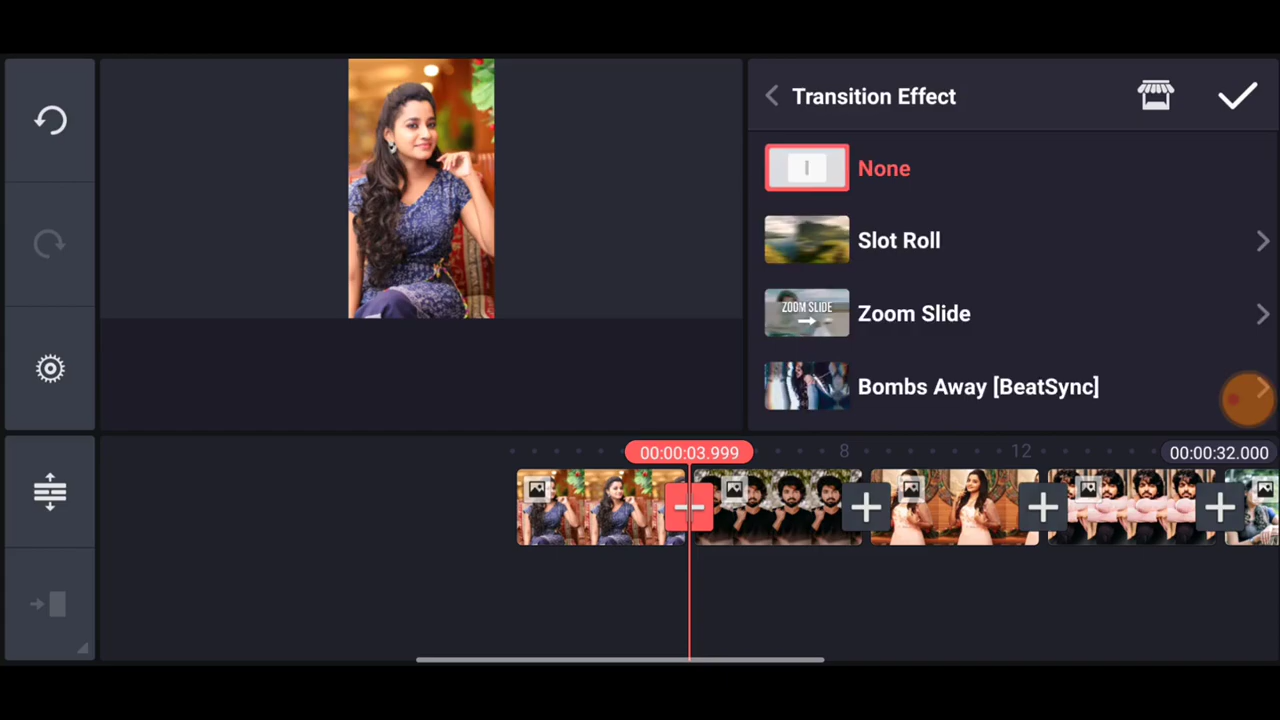 Transition Effect
None
Slot Roll
ZOOM SLIDE
Zoom Slide
Bombs Away [BeatSync]
00:00:03.999
8
12
00:00:32.000